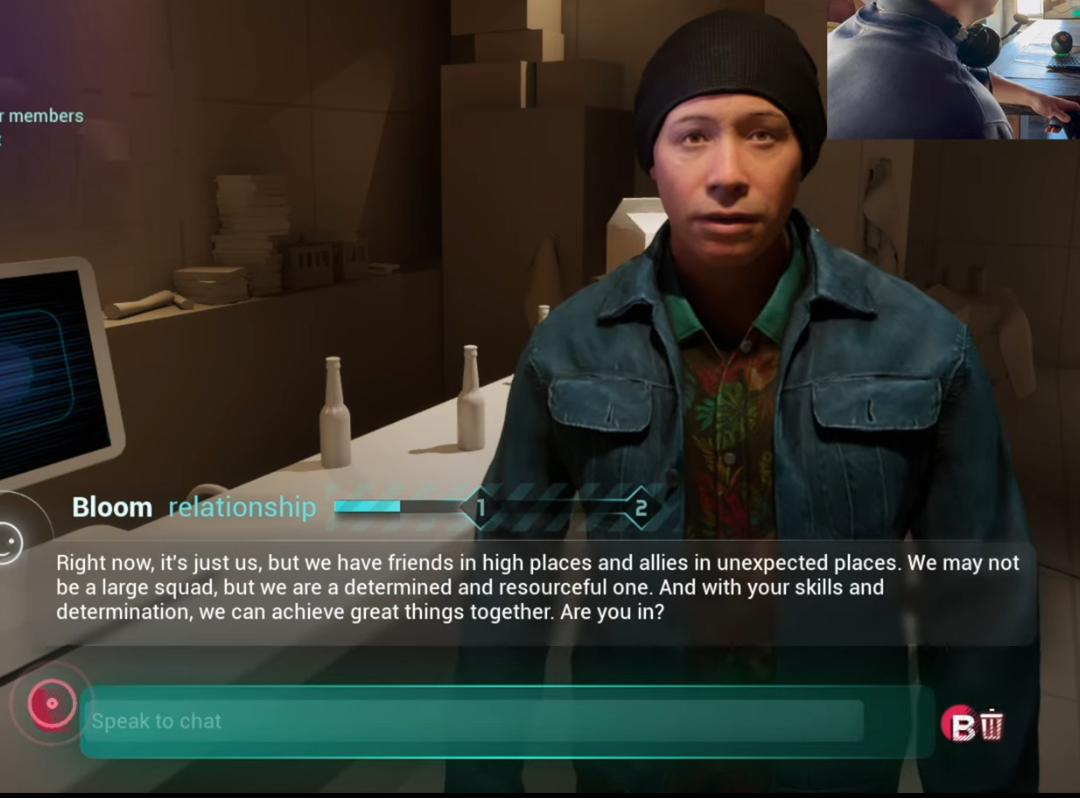 r members
Bloom relationship 1 2
Right now, it's just us, but we have friends in high places and allies in unexpected places. We may not
be a large squad, but we are a determined and resourceful one. And with your skills and
determination, we can achieve great things together. Are you in?
Speak to chat
B